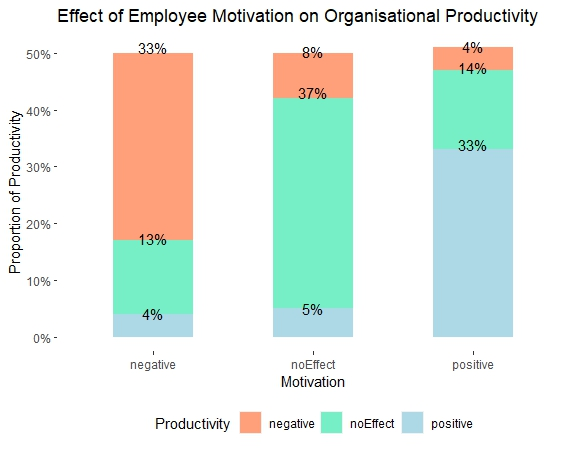 Effect of Employee Motivation on Organisational Productivity
Proportion of Productivity
50%
40%
30%
20%
10%
0%
33%
13%
4%
8%
37%
5%
4%
14%
33%
negative
noEffect
positive
Motivation
Productivity negative noEffect positive